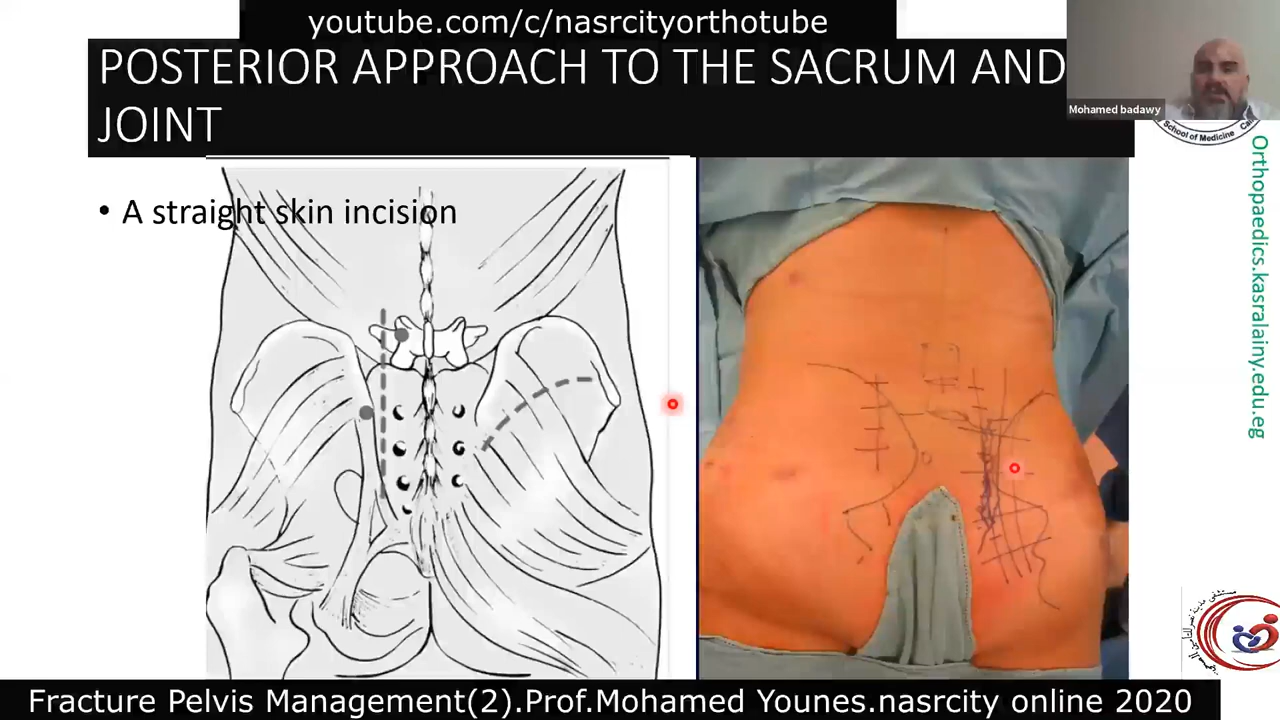 youtube.com/c/nasrcityorthotube
POSTERIOR APPROACH TO THE SACRUM AND
JOINT
Mohamed badawy
School of Medicine
• A straight skin incision
Orthopaedics.kasralainy.edu.eg
Fracture Pelvis Management(2).Prof.Mohamed Younes.nasrcity online 2020